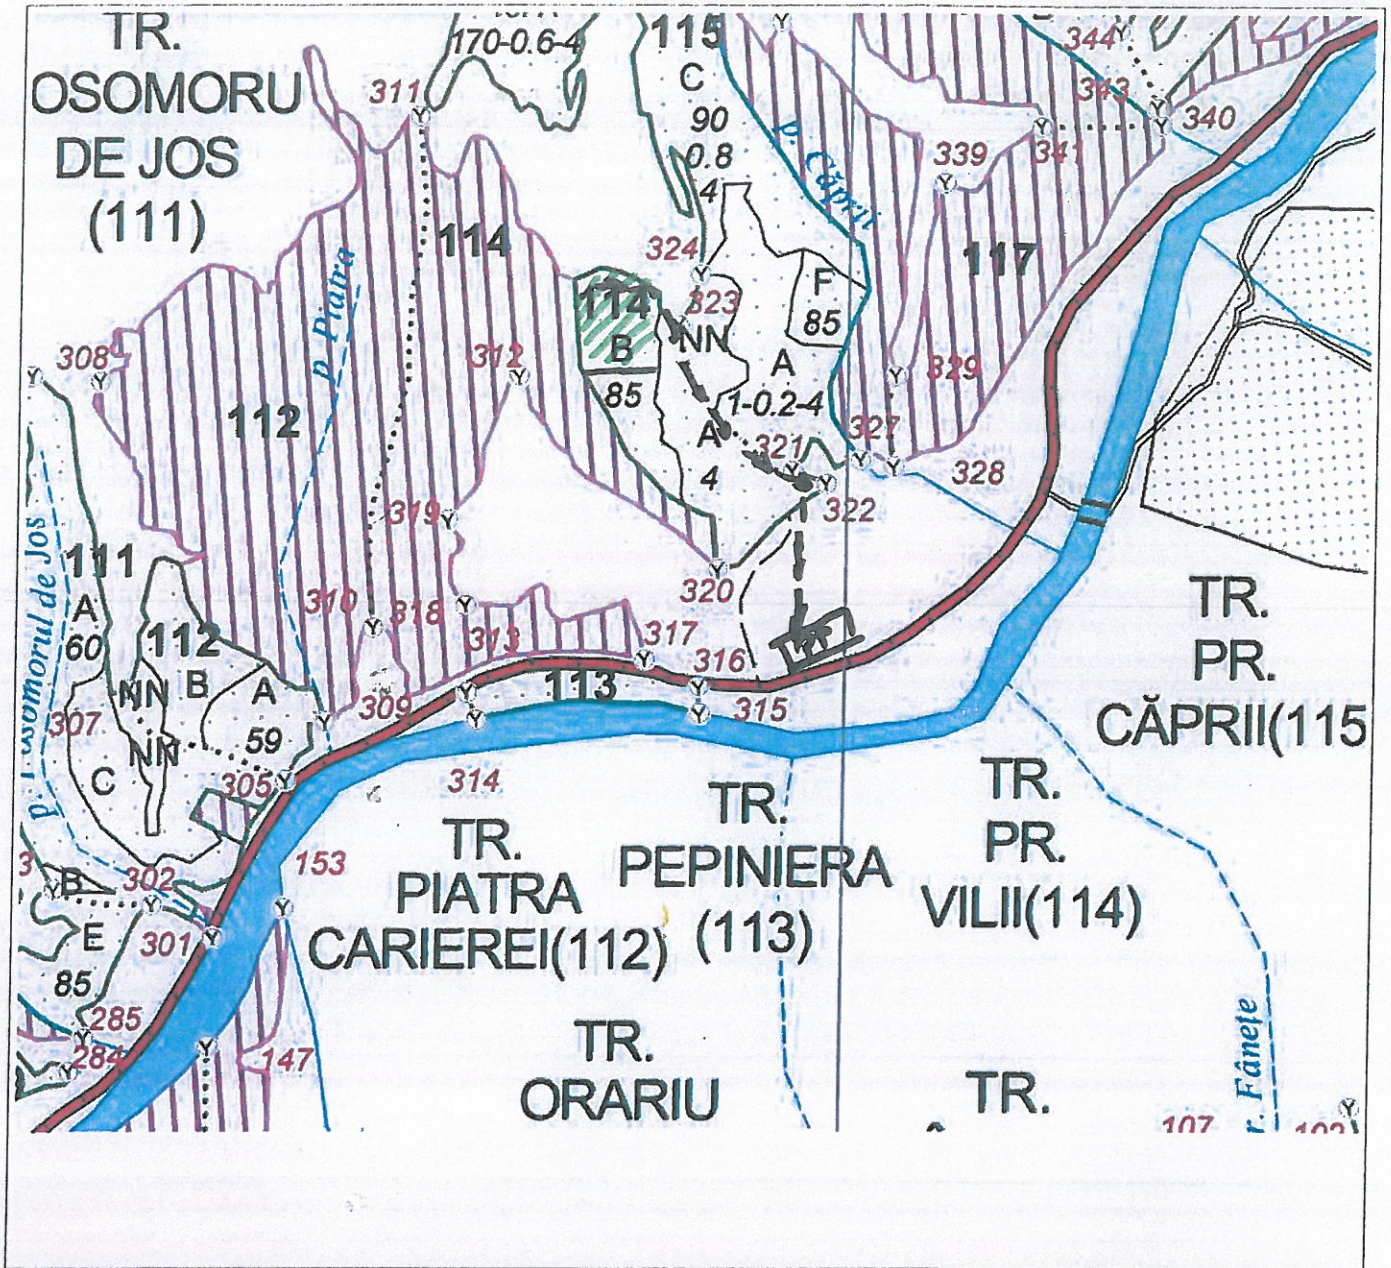 TR.
OSOMORU
DE JOS
(111)
311
170-0.6-4
115
C
90
0.8
4
p. Căprii
344
343
340
341
339
114
324
117
p. Piatra
323
F
85
114
NN
B
85
308
312
A
1-0.2-4
329
112
A
4
321
327
328
322
319
p. Osomorul de Jos
111
A
60
320
310
318
313
317
316
112
B
A
NN
307
309
113
315
NN
59
C
305
314
TR.
PR.
CĂPRII(115
TR.
PIATRA
CARIEREI(112)
TR.
PEPINIERA
(113)
TR.
PR.
VILII(114)
153
3
B
302
E
301
85
285
284
147
TR.
ORARIU
TR.
r. Fânețe
107
102